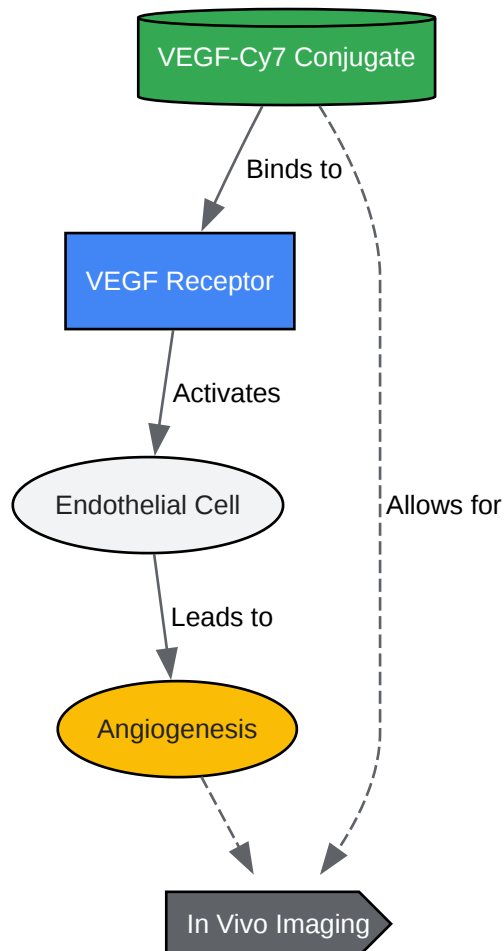 VEGF-Cy7 Conjugate
Binds to
VEGF Receptor
Activates
Endothelial Cell
Allows for
Leads to
Angiogenesis
In Vivo Imaging